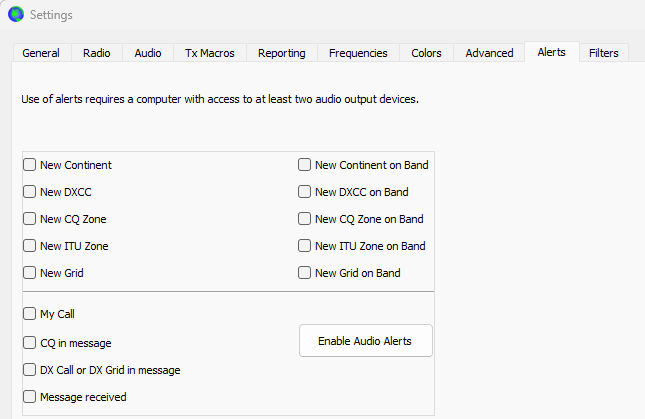 Settings
General Radio Audio Tx Macros Reporting Frequencies Colors Advanced Alerts Filters
Use of alerts requires a computer with access to at least two audio output devices.
New Continent New Continent on Band
New DXCC New DXCC on Band
New CQ Zone New CQ Zone on Band
New ITU Zone New ITU Zone on Band
New Grid New Grid on Band
My Call
Enable Audio Alerts
CQ in message
DX Call or DX Grid in message
Message received